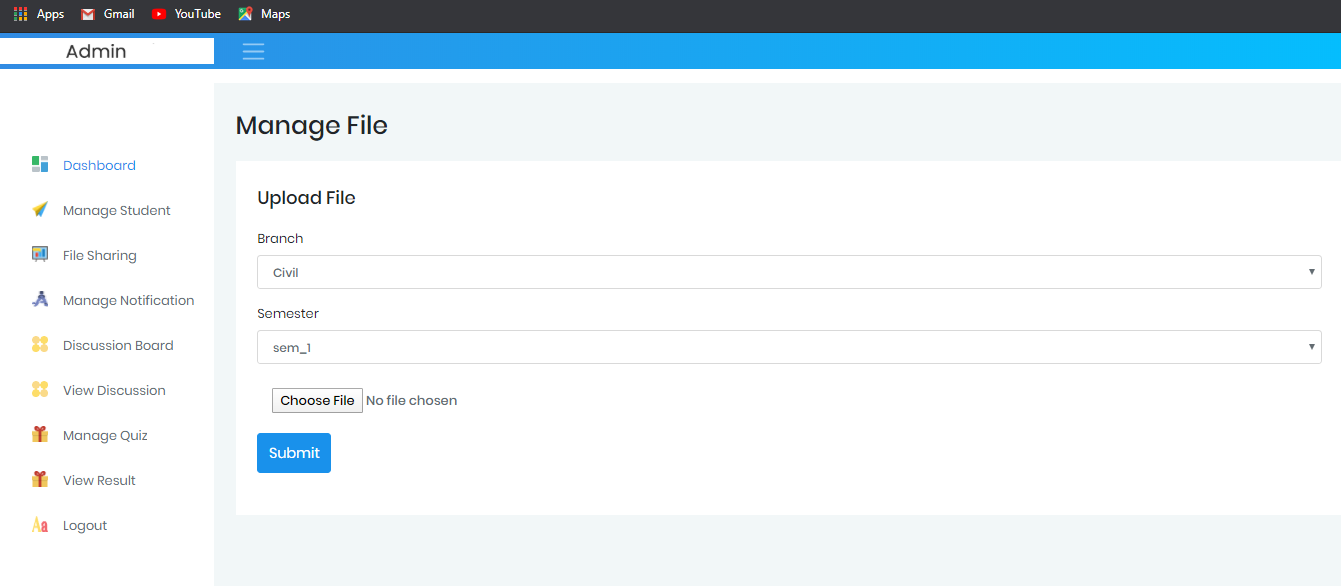 Apps Gmail YouTube Maps
Admin
Manage File
Dashboard
Manage Student
File Sharing
Manage Notification
Discussion Board
View Discussion
Manage Quiz
View Result
Logout
Upload File
Branch
Civil
Semester
sem_1
Choose File No file chosen
Submit